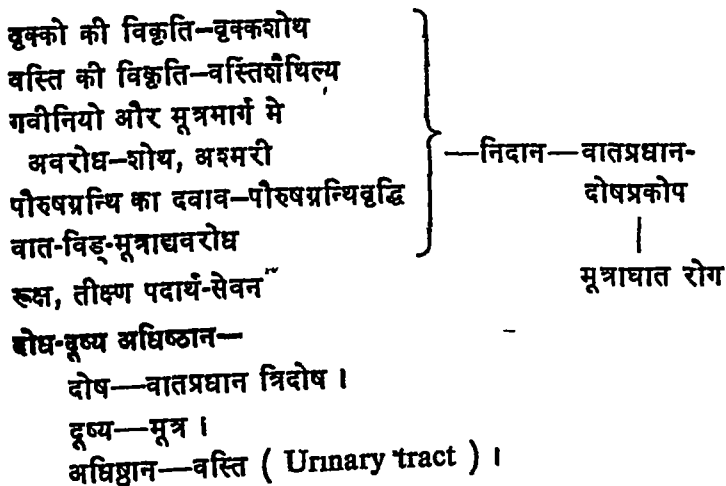 वृक्को की विकृति–वृक्कशोथ
वस्ति की विकृति–वस्तिशैथिल्य
गवीनियो और मूत्रमार्ग मे
अवरोध–शोथ, अश्मरी
पौरुषग्रन्थि का दवाव–पौरुषग्रन्थिवृद्धि
वात-विड्-मूत्राद्यवरोध
रूक्ष, तीक्ष्ण पदार्थ-सेवन
—निदान—वातप्रधान-
दोषप्रकोप
|
मूत्राघात रोग
दोष-दूष्य अधिष्ठान—
दोष—वातप्रधान त्रिदोष ।
दूष्य—मूत्र ।
अधिष्ठान—वस्ति ( Urinary tract ) ।